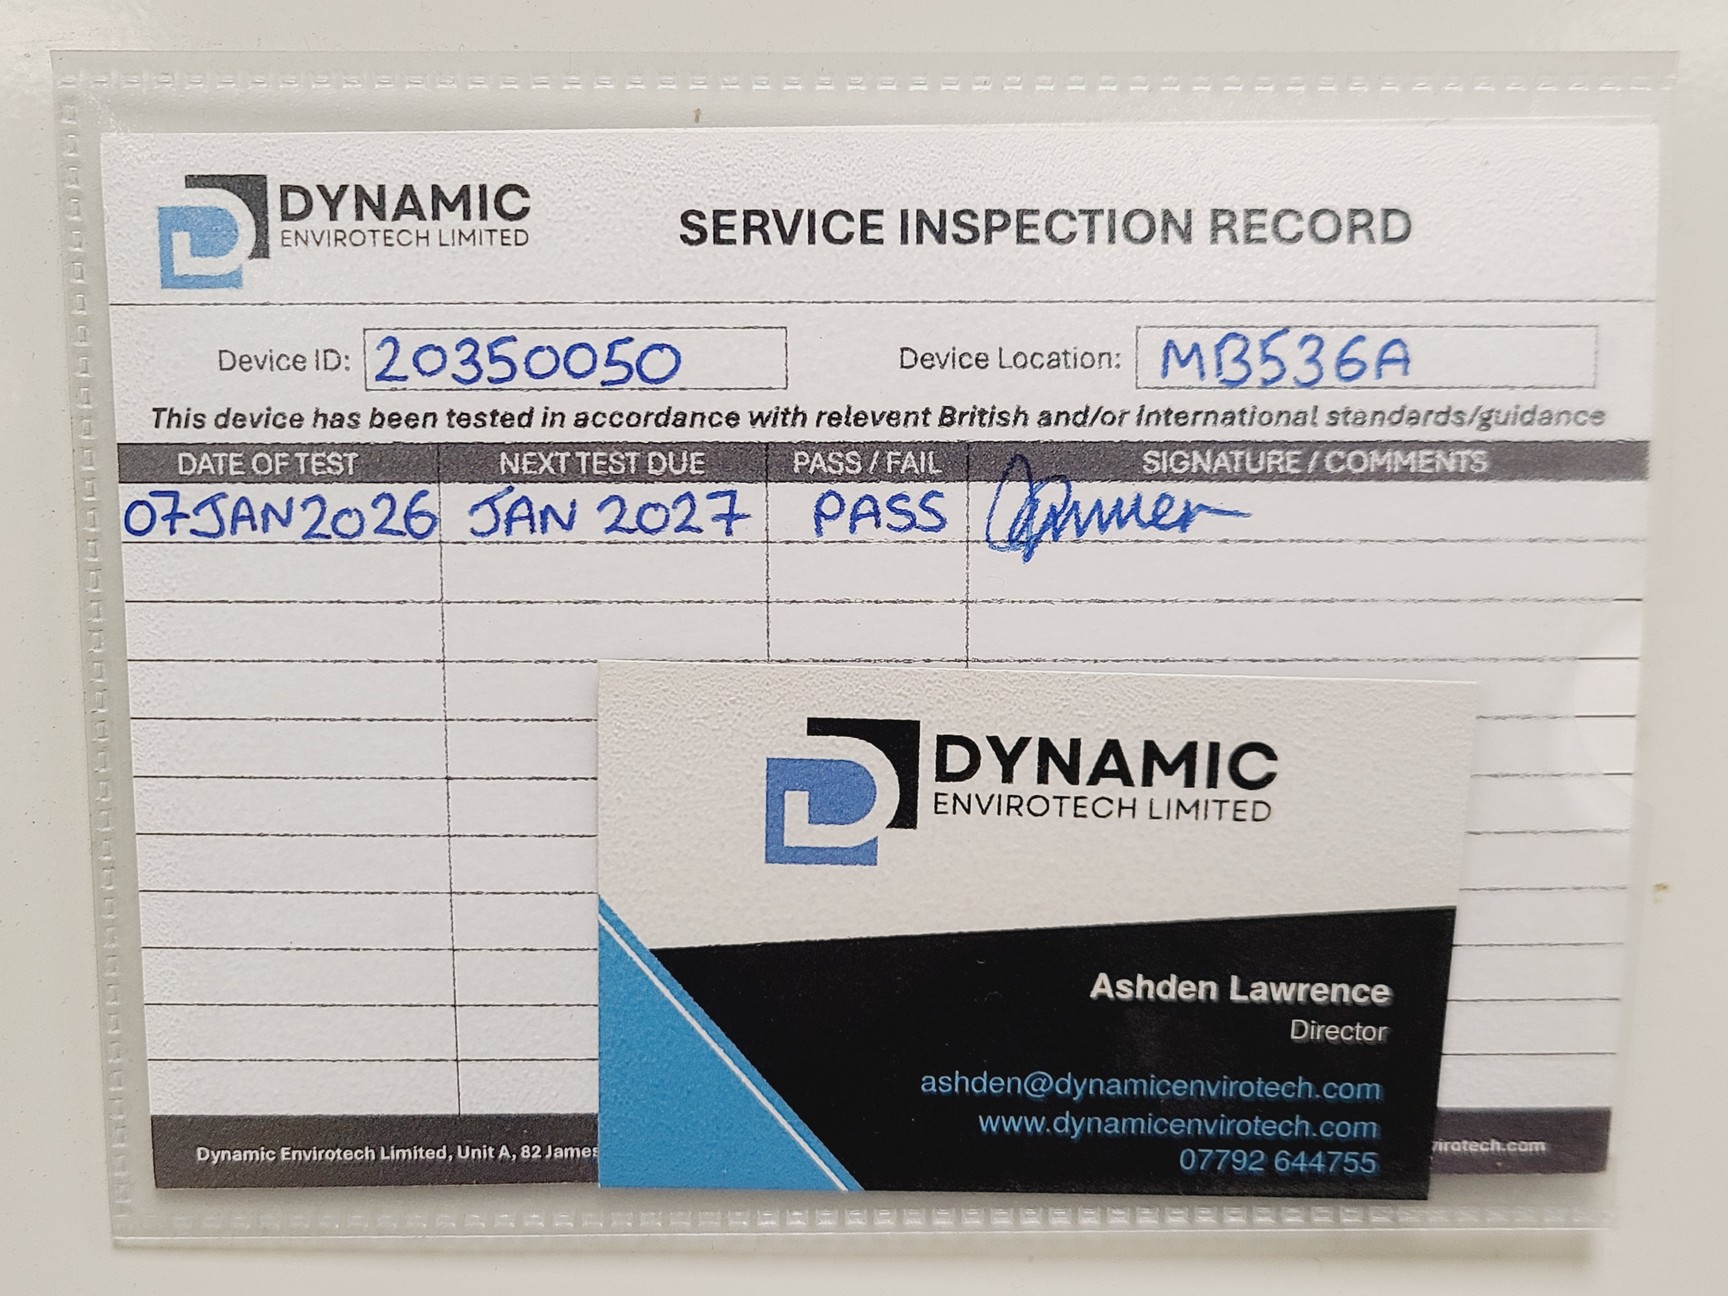 DYNAMIC
ENVIROTECH LIMITED
SERVICE INSPECTION RECORD
Device ID: 20350050 Device Location: MB536A
This device has been tested in accordance with relevent British and/or International standards/guidance
DATE OF TEST NEXT TEST DUE PASS / FAIL SIGNATURE / COMMENTS
07JAN2026 JAN 2027 PASS
DYNAMIC
ENVIROTECH LIMITED
Ashden Lawrence
Director
ashden@dynamicenvirotech.com
www.dynamicenvirotech.com
07792 644755
Dynamic Envirotech Limited, Unit A, 82 James
irotech.com